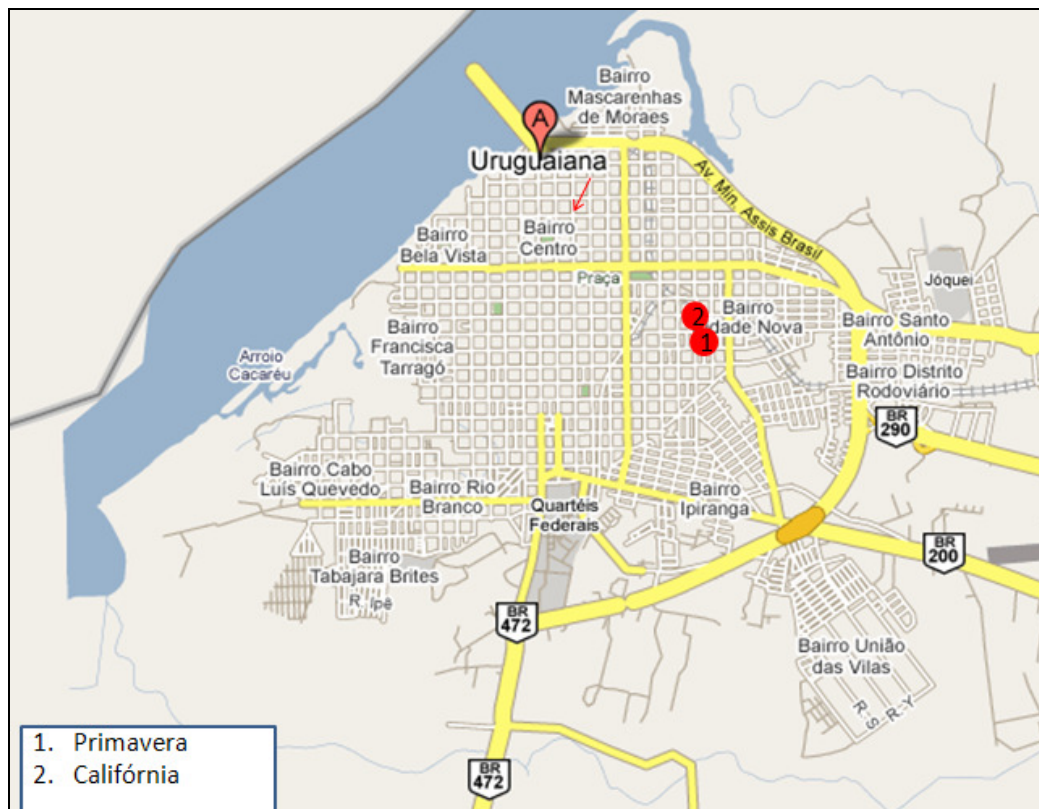 Bairro
Mascarenhas
de Moraes
A
Uruguaiana
Av. Min. Assis Brasil
Bairro
Centro
Bairro
Bela Vista
Praça
Jóquei
2
Bairro
dade Nova
1
Bairro Santo
Antônio
Bairro
Francisca
Tarragó
Arroio
Cacaréu
Bairro Distrito
Rodoviário
BR
290
Bairro Cabo
Luís Quevedo
Bairro Rio
Branco
Quartéis
Federais
Bairro
Ipiranga
BR
200
Bairro
Tabajara Brites
R. Ipê
BR
472
Bairro União
das Vilas
R-S R-Y
1. Primavera
2. Califórnia
BR
472